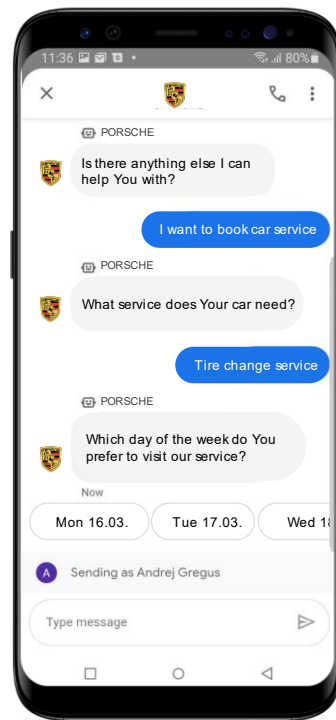 11:36
80%
PORSCHE
Is there anything else I can
help You with?
I want to book car service
PORSCHE
What service does Your car need?
Tire change service
PORSCHE
Which day of the week do You
prefer to visit our service?
Now
Mon 16.03.
Tue 17.03.
Wed 18
A
Sending as Andrej Gregus
Type message